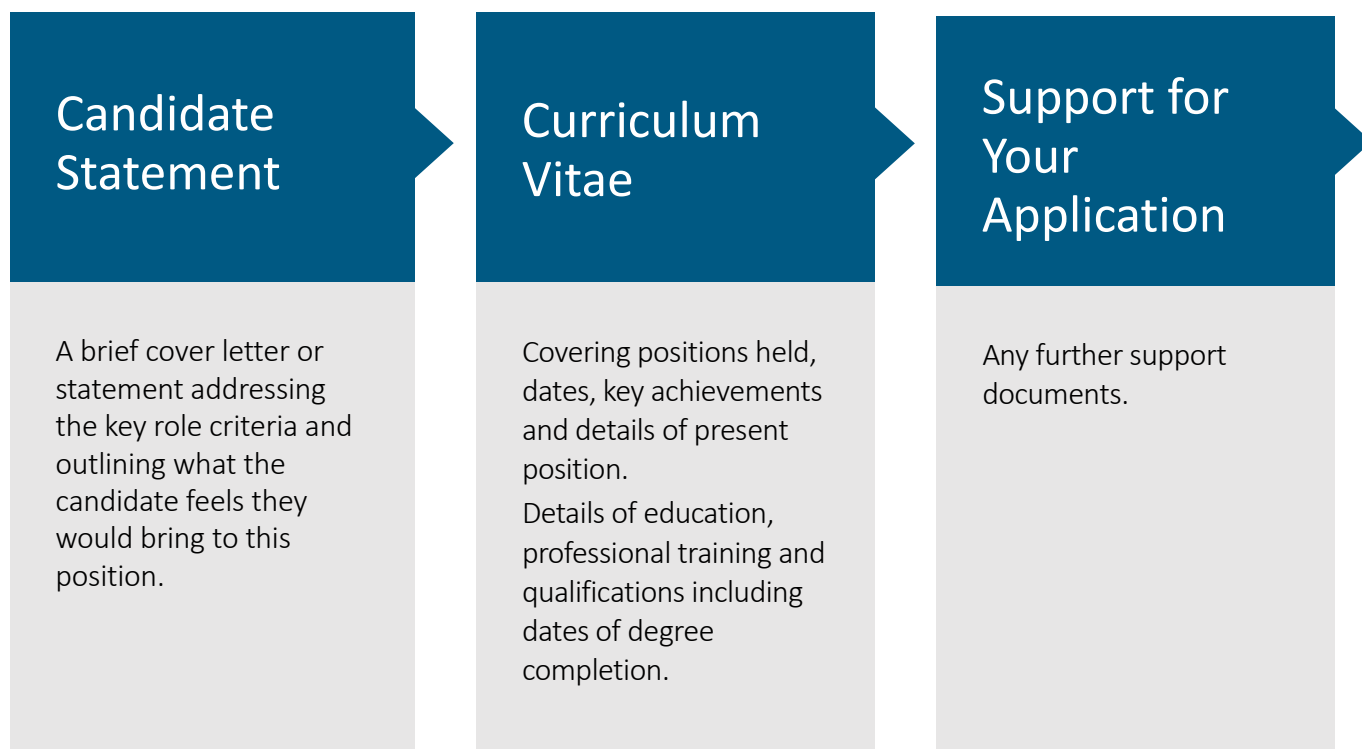 Candidate
Statement
A brief cover letter or
statement addressing
the key role criteria and
outlining what the
candidate feels they
would bring to this
position.
Curriculum
Vitae
Covering positions held,
dates, key achievements
and details of present
position.
Details of education,
professional training and
qualifications including
dates of degree
completion.
Support for
Your
Application
Any further support
documents.